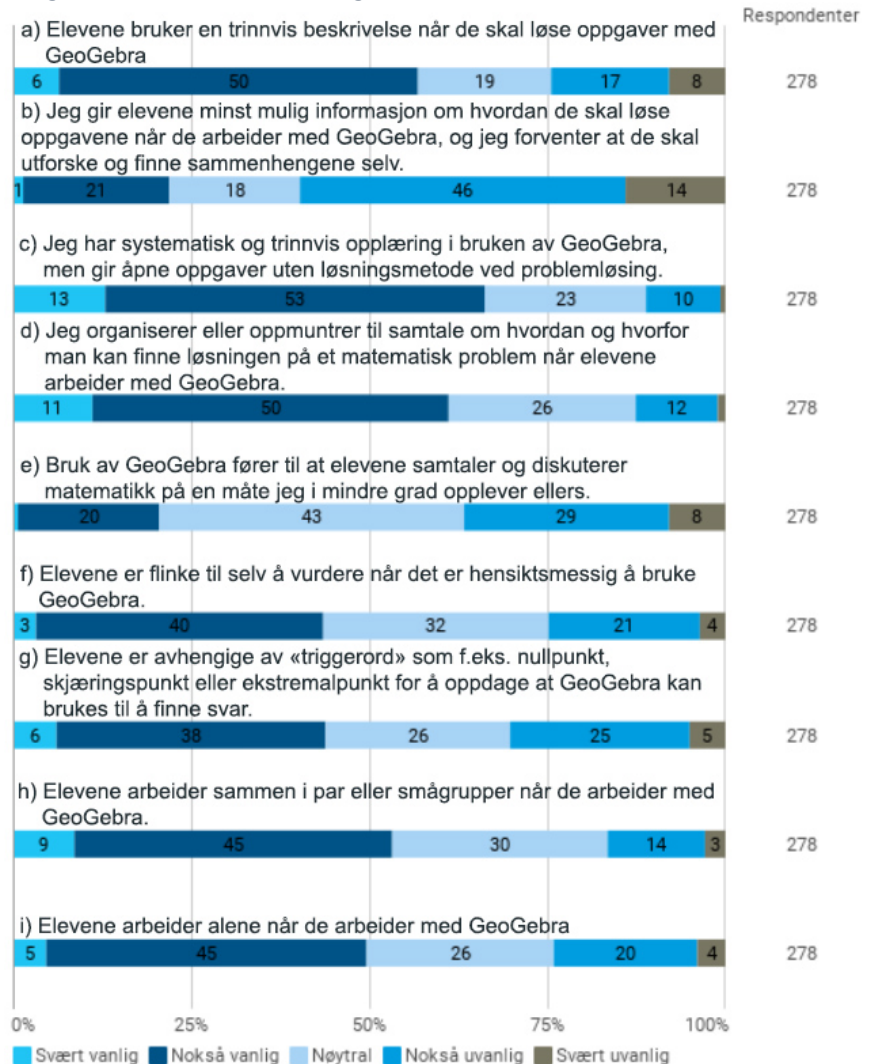 Respondenter
a) Elevene bruker en trinnvis beskrivelse når de skal løse oppgaver med
GeoGebra
6 50 19 17 8 278
b) Jeg gir elevene minst mulig informasjon om hvordan de skal løse
oppgavene når de arbeider med GeoGebra, og jeg forventer at de skal
utforske og finne sammenhengene selv.
1 21 18 46 14 278
c) Jeg har systematisk og trinnvis opplæring i bruken av GeoGebra,
men gir åpne oppgaver uten løsningsmetode ved problemløsing.
13 53 23 10 278
d) Jeg organiserer eller oppmuntrer til samtale om hvordan og hvorfor
man kan finne løsningen på et matematisk problem når elevene
arbeider med GeoGebra.
11 50 26 12 278
e) Bruk av GeoGebra fører til at elevene samtaler og diskuterer
matematikk på en måte jeg i mindre grad opplever ellers.
20 43 29 8 278
f) Elevene er flinke til selv å vurdere når det er hensiktsmessig å bruke
GeoGebra.
3 40 32 21 4 278
g) Elevene er avhengige av «triggerord» som f.eks. nullpunkt,
skjæringspunkt eller ekstremalpunkt for å oppdage at GeoGebra kan
brukes til å finne svar.
6 38 26 25 5 278
h) Elevene arbeider sammen i par eller smågrupper når de arbeider med
GeoGebra.
9 45 30 14 3 278
i) Elevene arbeider alene når de arbeider med GeoGebra
5 45 26 20 4 278
0% 25% 50% 75% 100%
Svært vanlig Nokså vanlig Nøytral Nokså uvanlig Svært uvanlig